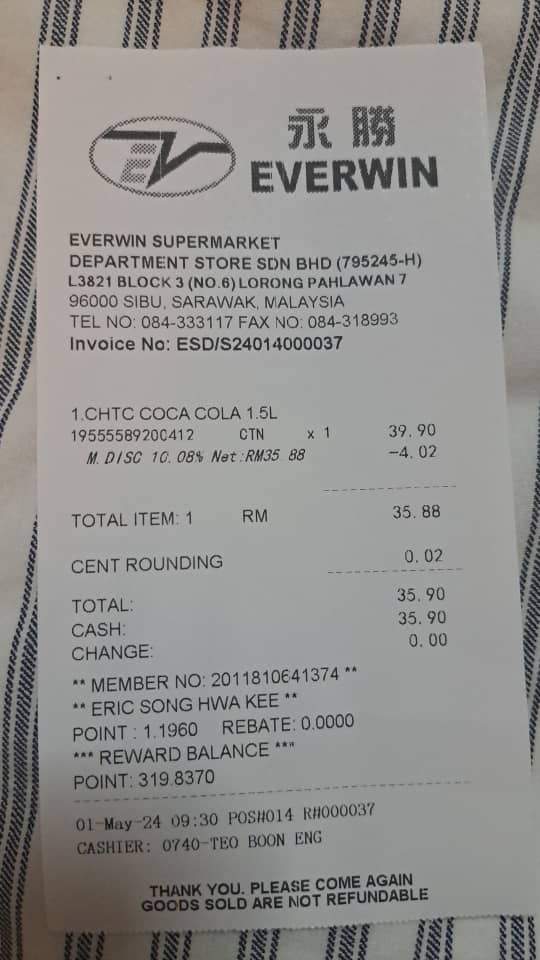 永勝
EV EVERWIN
EVERWIN SUPERMARKET
DEPARTMENT STORE SDN BHD (795245-H)
L3821 BLOCK 3 (NO.6) LORONG PAHLAWAN 7
96000 SIBU, SARAWAK, MALAYSIA
TEL NO: 084-333117 FAX NO: 084-318993
Invoice No: ESD/S24014000037
1.CHTC COCA COLA 1.5L
19555589200412 CTN x 1 39.90
M.DISC 10.08% Net:RM35.88 -4.02
TOTAL ITEM: 1 RM 35.88
CENT ROUNDING 0.02
TOTAL: 35.90
CASH: 35.90
CHANGE: 0.00
** MEMBER NO: 2011810641374 **
** ERIC SONG HWA KEE **
POINT : 1.1960 REBATE: 0.0000
*** REWARD BALANCE ***
POINT: 319.8370
01-May-24 09:30 POS#014 R#000037
CASHIER: 0740-TEO BOON ENG
THANK YOU. PLEASE COME AGAIN
GOODS SOLD ARE NOT REFUNDABLE